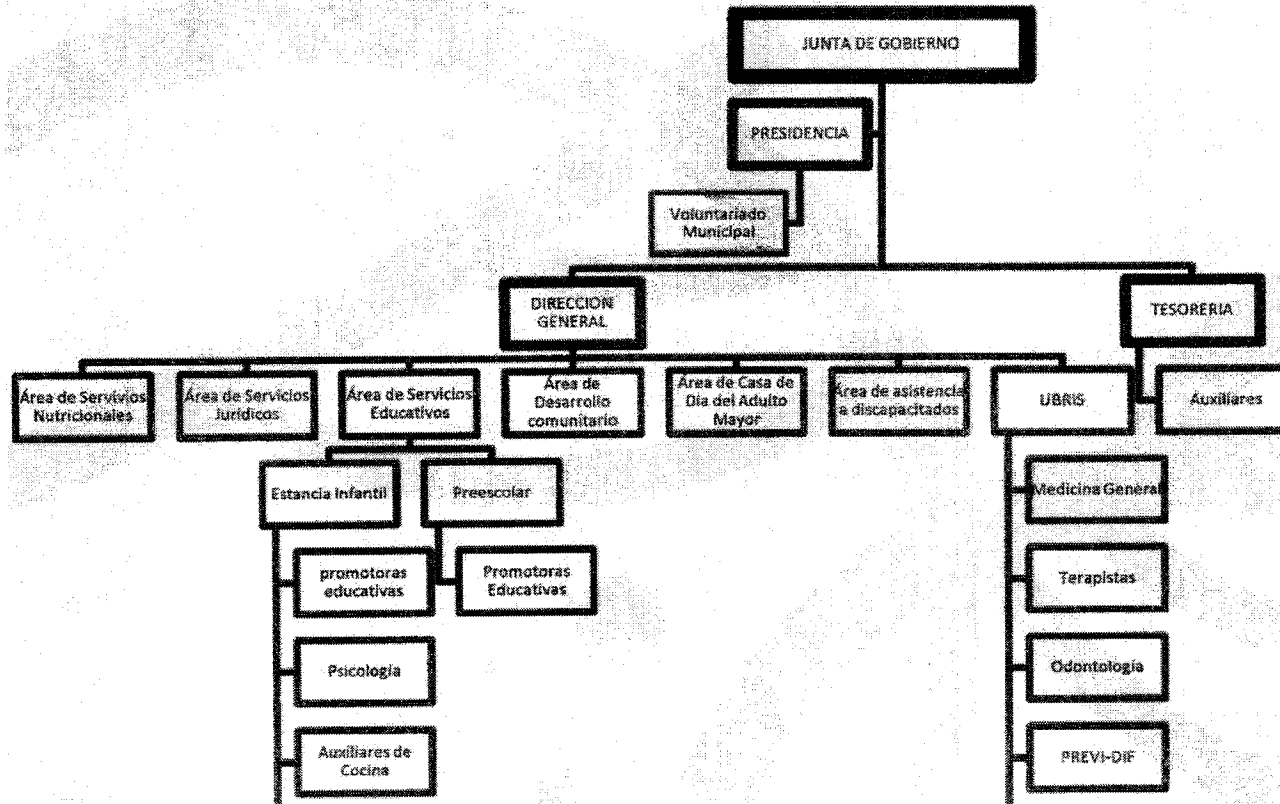 JUNTA DE GOBIERNO
PRESIDENCIA
Voluntariado
Municipal
DIRECCION
GENERAL
TESORERIA
Área de Servivios
Nutricionales
Área de Servicios
Jurídicos
Área de Servicios
Educativos
Área de
Desarrollo
comunitario
Área de Casa de
Día del Adulto
Mayor
Área de asistencia
a discapacitados
UBRIS
Auxiliares
Estancia Infantil
Preescolar
Medicina General
promotoras
educativas
Promotoras
Educativas
Terapistas
Psicología
Odontología
Auxiliares de
Cocina
PREVI-DIF